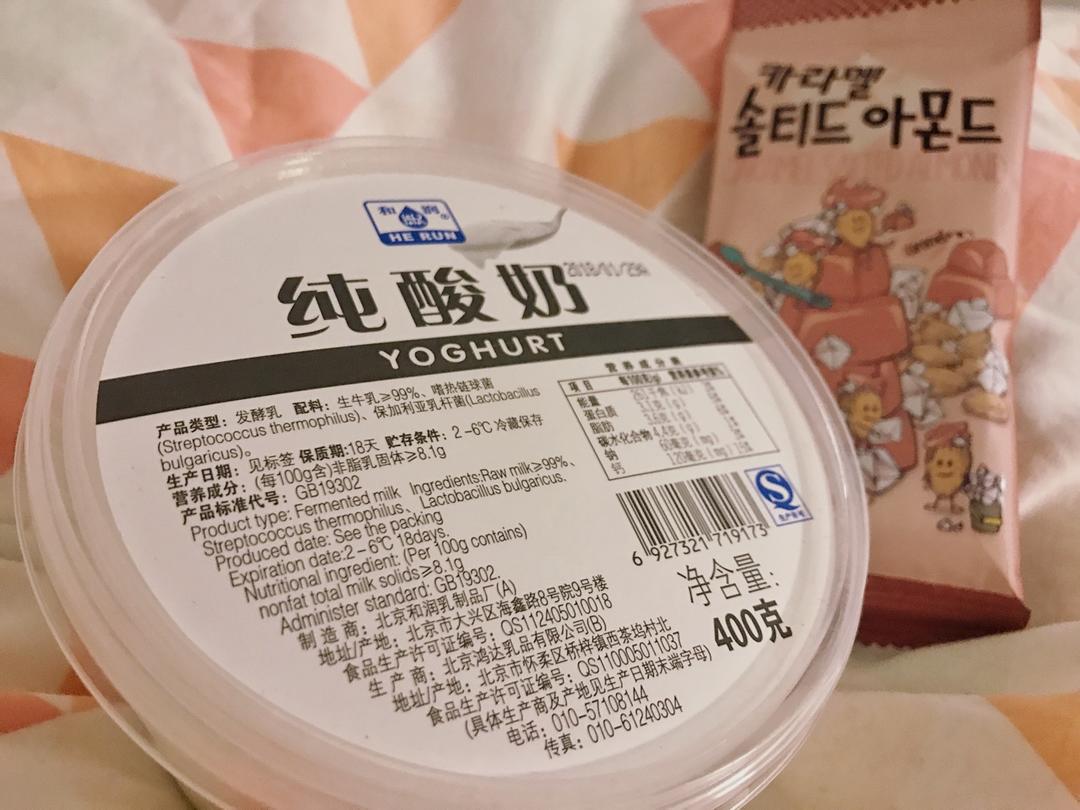 和润
HE RUN
纯酸奶
YOGHURT
产品类型：发酵乳 配料：生牛乳≥99%、嗜热链球菌
(Streptococcus thermophilus)、保加利亚乳杆菌(Lactobacillus
bulgaricus)。
生产日期：见标签 保质期:18天 贮存条件：2-6℃ 冷藏保存
营养成分：(每100g含)非脂乳固体≥8.1g
产品标准代号：GB19302
Product type: Fermented milk Ingredients:Raw milk≥99%、
Streptococcus thermophilus、Lactobacillus bulgaricus.
Produced date: See the packing
Expiration date:2-6℃ 18days.
Nutritional ingredient: (Per 100g contains)
nonfat total milk solids≥8.1g
Administer standard: GB19302
制造商：北京和润乳制品厂(A)
地址/产地：北京市大兴区海鑫路8号院9号楼
食品生产许可证编号：QS112405010018
生产商：北京鸿达乳品有限公司(B)
地址/产地：北京市怀柔区桥梓镇西茶坞村北
食品生产许可证编号：QS110005011037
(具体生产商及产地见生产日期末端字母)
电话：010-57108144
传真：010-61240304
营养成分表
项目 每100克(g)
能量
蛋白质
脂肪
碳水化合物
钠
钙
6 927321 719173
净含量：
400克
카라멜
솔티드 아몬드